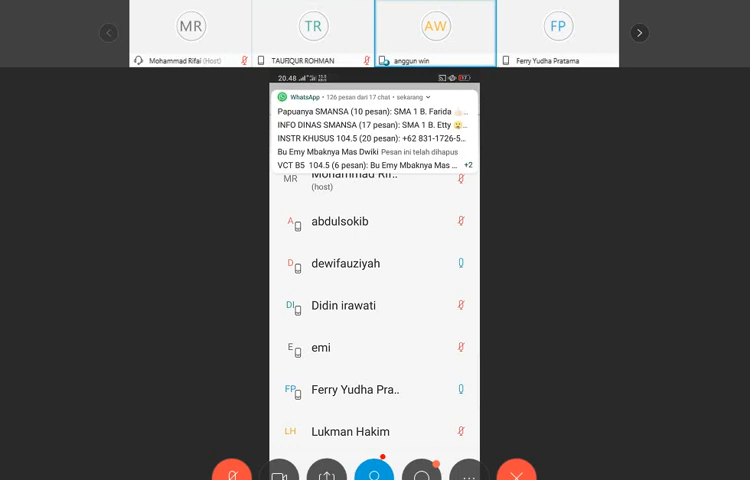 MR
TR
AW
FP
Mohammad Rifai (Host)
TAUFIQUR ROHMAN
anggun win
Ferry Yudha Pratama
20.48
WhatsApp • 126 pesan dari 17 chat • sekarang
Papuanya SMANSA (10 pesan): SMA 1 B. Farida 👍🏻...
INFO DINAS SMANSA (17 pesan): SMA 1 B. Etty 😮...
INSTR KHUSUS 104.5 (20 pesan): +62 831-1726-5...
Bu Emy Mbaknya Mas Dwiki Pesan ini telah dihapus
VCT B5 104.5 (6 pesan): Bu Emy Mbaknya Mas ... +2
MR Mohammad Rif..
(host)
A abdulsokib
D dewifauziyah
DI Didin irawati
E emi
FP Ferry Yudha Pra..
LH Lukman Hakim